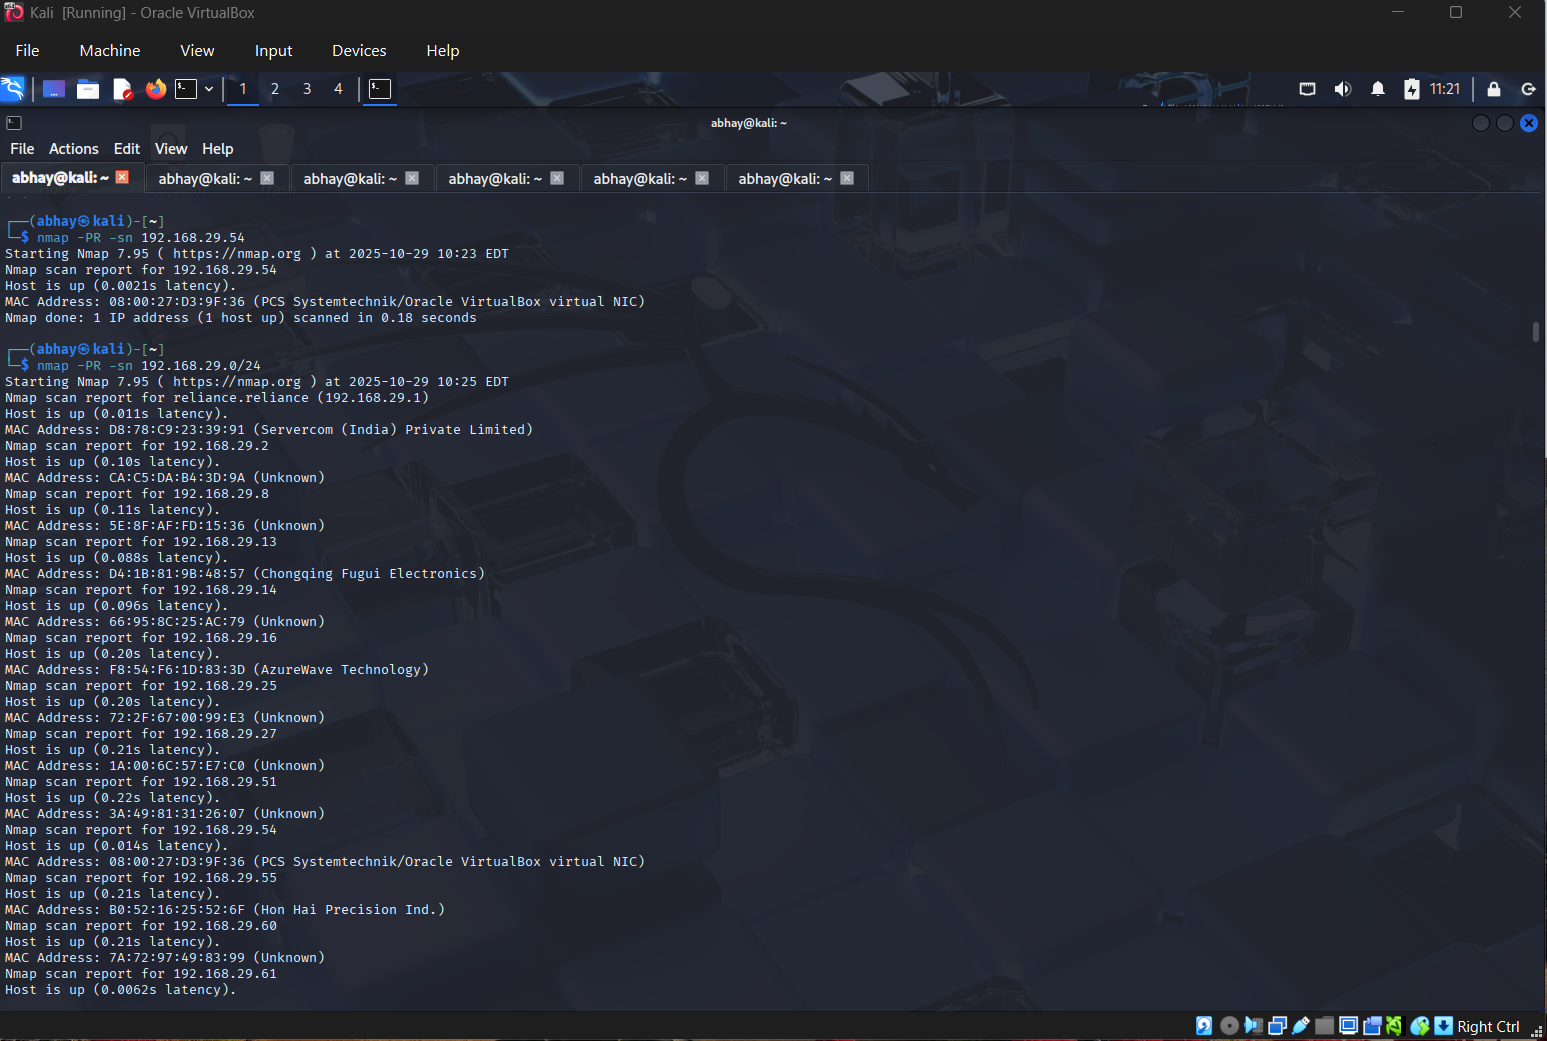 Kali [Running] - Oracle VirtualBox
File Machine View Input Devices Help
1 2 3 4 11:21
abhay@kali: ~
File Actions Edit View Help
abhay@kali: ~ abhay@kali: ~ abhay@kali: ~ abhay@kali: ~ abhay@kali: ~ abhay@kali: ~
┌──(abhay㉿kali)-[~]
└─$ nmap -PR -sn 192.168.29.54
Starting Nmap 7.95 ( https://nmap.org ) at 2025-10-29 10:23 EDT
Nmap scan report for 192.168.29.54
Host is up (0.0021s latency).
MAC Address: 08:00:27:D3:9F:36 (PCS Systemtechnik/Oracle VirtualBox virtual NIC)
Nmap done: 1 IP address (1 host up) scanned in 0.18 seconds
┌──(abhay㉿kali)-[~]
└─$ nmap -PR -sn 192.168.29.0/24
Starting Nmap 7.95 ( https://nmap.org ) at 2025-10-29 10:25 EDT
Nmap scan report for reliance.reliance (192.168.29.1)
Host is up (0.011s latency).
MAC Address: D8:78:C9:23:39:91 (Servercom (India) Private Limited)
Nmap scan report for 192.168.29.2
Host is up (0.10s latency).
MAC Address: CA:C5:DA:B4:3D:9A (Unknown)
Nmap scan report for 192.168.29.8
Host is up (0.11s latency).
MAC Address: 5E:8F:AF:FD:15:36 (Unknown)
Nmap scan report for 192.168.29.13
Host is up (0.088s latency).
MAC Address: D4:1B:81:9B:48:57 (Chongqing Fugui Electronics)
Nmap scan report for 192.168.29.14
Host is up (0.096s latency).
MAC Address: 66:95:8C:25:AC:79 (Unknown)
Nmap scan report for 192.168.29.16
Host is up (0.20s latency).
MAC Address: F8:54:F6:1D:83:3D (AzureWave Technology)
Nmap scan report for 192.168.29.25
Host is up (0.20s latency).
MAC Address: 72:2F:67:00:99:E3 (Unknown)
Nmap scan report for 192.168.29.27
Host is up (0.21s latency).
MAC Address: 1A:00:6C:57:E7:C0 (Unknown)
Nmap scan report for 192.168.29.51
Host is up (0.22s latency).
MAC Address: 3A:49:81:31:26:07 (Unknown)
Nmap scan report for 192.168.29.54
Host is up (0.014s latency).
MAC Address: 08:00:27:D3:9F:36 (PCS Systemtechnik/Oracle VirtualBox virtual NIC)
Nmap scan report for 192.168.29.55
Host is up (0.21s latency).
MAC Address: B0:52:16:25:52:6F (Hon Hai Precision Ind.)
Nmap scan report for 192.168.29.60
Host is up (0.21s latency).
MAC Address: 7A:72:97:49:83:99 (Unknown)
Nmap scan report for 192.168.29.61
Host is up (0.0062s latency).
Right Ctrl